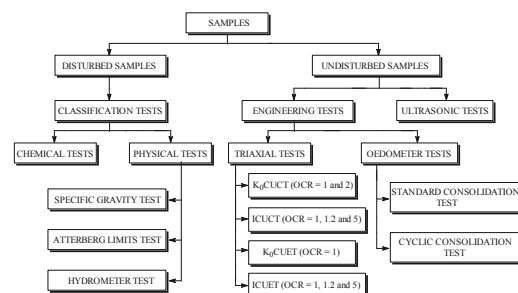 SAMPLES
DISTURBED SAMPLES
UNDISTURBED SAMPLES
CLASSIFICATION TESTS
ENGINEERING TESTS
ULTRASONIC TESTS
CHEMICAL TESTS
PHYSICAL TESTS
TRIAXIAL TESTS
OEDOMETER TESTS
SPECIFIC GRAVITY TEST
ATTERBERG LIMITS TEST
HYDROMETER TEST
K0CUCT (OCR = 1 and 2)
ICUCT (OCR = 1, 1.2 and 5)
K0CUET (OCR = 1)
ICUET (OCR = 1, 1.2 and 5)
STANDARD CONSOLIDATION
TEST
CYCLIC CONSOLIDATION
TEST